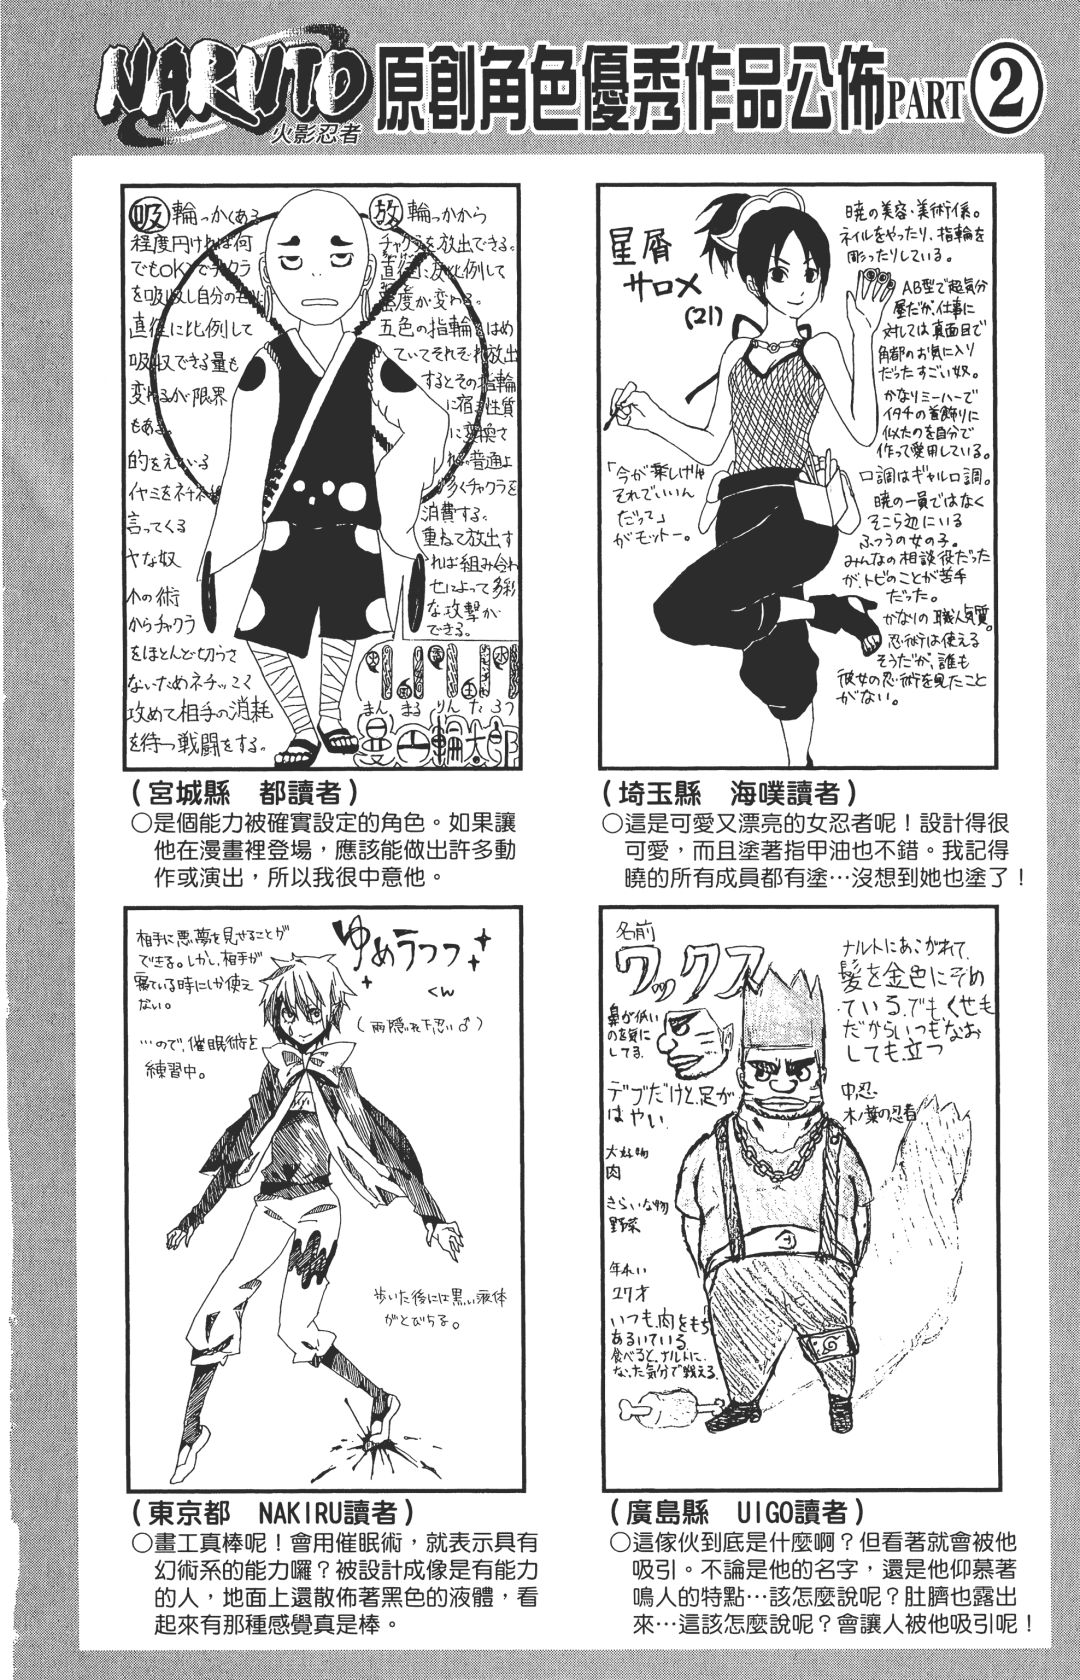 NARUTO
火影忍者
原創角色優秀作品公佈PART②
吸 輪っかくある
程度円ければ何
でもOKでチャクラ
を吸収し自分の
直径に比例して
吸収できる量も
変わるが限界
もある。
的をえている
イヤミをネチネチ
言ってくる
ヤな奴
小の術
からチャクラ
をほとんど切らさ
ないためネチッこく
攻めて相手の消耗
を待つ戦闘をする。
放 輪っかから
チャクラを放出できる。
直径に反比例して
密度が変わる。
五色の指輪をはめ
ていてそれぞれ放出
するとその指輪
に宿る性質
に変換さ
れる。普通よ
り多くチャクラを
消費する。
重ねて放出す
れば組み合わ
せによって多彩
な攻撃が
できる。
火 雷 水
風 土
まん まる りん たろう
漫 輪太郎
(宮城縣 都讀者)
○是個能力被確實設定的角色。如果讓
他在漫畫裡登場,應該能做出許多動
作或演出,所以我很中意他。
星屑
サロメ
(21)
暁の美容・美術係。
ネイルをやったり、指輪を
彫ったりしている。
AB型で超気分
屋だが、仕事に
対しては真面目で
角都のお気に入り
だったすごい奴。
かなりミーハーで
イタチの首飾りに
似たのを自分で
作って愛用している。
口調はギャル口調。
暁の一員ではなく
そこら辺にいる
ふつうの女の子。
みんなの相談役だった
が、トビのことが苦手
だった。
かなりの職人気質。
忍術は使える
そうだが、誰も
彼女の忍術を見たこと
がない。
「今が楽しけりゃ
それでいいん
だって」
がモットー。
(埼玉縣 海噗讀者)
○這是可愛又漂亮的女忍者呢!設計得很
可愛,而且塗著指甲油也不錯。我記得
曉的所有成員都有塗…沒想到她也塗了!
相手に悪夢を見せることが
できる。しかし、相手が
寝ている時にしか使え
ない。
…ので、催眠術を
練習中。
ゆめうつつ
くん
(雨隠れ下忍♂)
歩いた後には黒い液体
がとびちる。
(東京都 NAKIRU讀者)
○畫工真棒呢!會用催眠術,就表示具有
幻術系的能力囉?被設計成像是有能力
的人,地面上還散佈著黑色的液體,看
起來有那種感覺真是棒。
名前
ワックス
鼻が低い
のを気に
してる
ナルトにあこがれて、
髪を金色にそめ
ている。でもくせも
だからいつもなお
しても立つ
デブだけど、足が
はやい
中忍
木ノ葉の忍者
大好物
肉
きらいな物
野菜
年れい
27才
いつも肉をもち
あるいている
食べると、ナルトに
なった気分で戦える
(廣島縣 UIGO讀者)
○這傢伙到底是什麼啊?但看著就會被他
吸引。不論是他的名字,還是他仰慕著
鳴人的特點…該怎麼說呢?肚臍也露出
來…這該怎麼說呢?會讓人被他吸引呢!